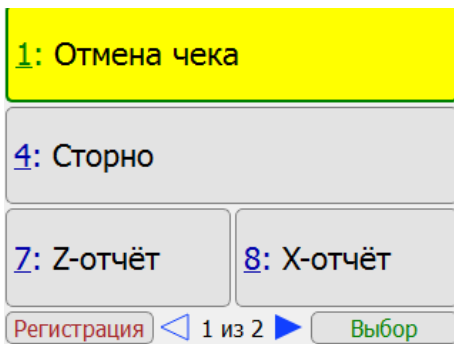 1: Отмена чека
4: Сторно
7: Z-отчёт 8: X-отчёт
Регистрация 1 из 2 Выбор